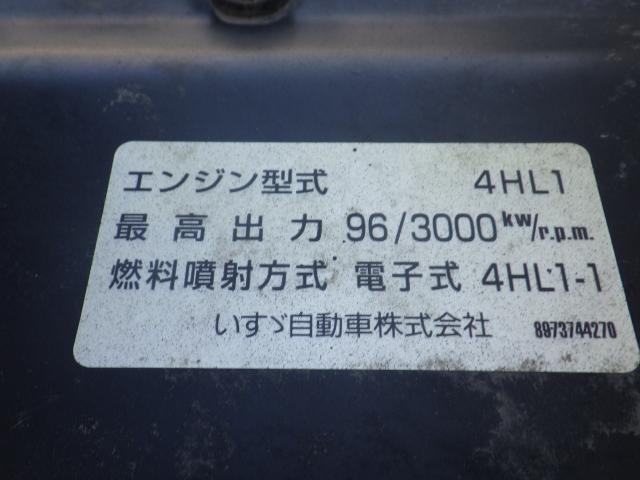 エンジン型式 4HL1
最高出力 96/3000kw/r.p.m.
燃料噴射方式 電子式 4HL1-1
いすゞ自動車株式会社 8973744270